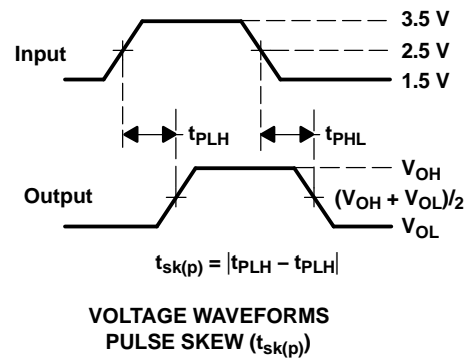 3.5 V
Input
2.5 V
1.5 V
tPLH
tPHL
VOH
Output
(VOH + VOL)/2
VOL
tsk(p) = |tPLH – tPLH|
VOLTAGE WAVEFORMS
PULSE SKEW (tsk(p))